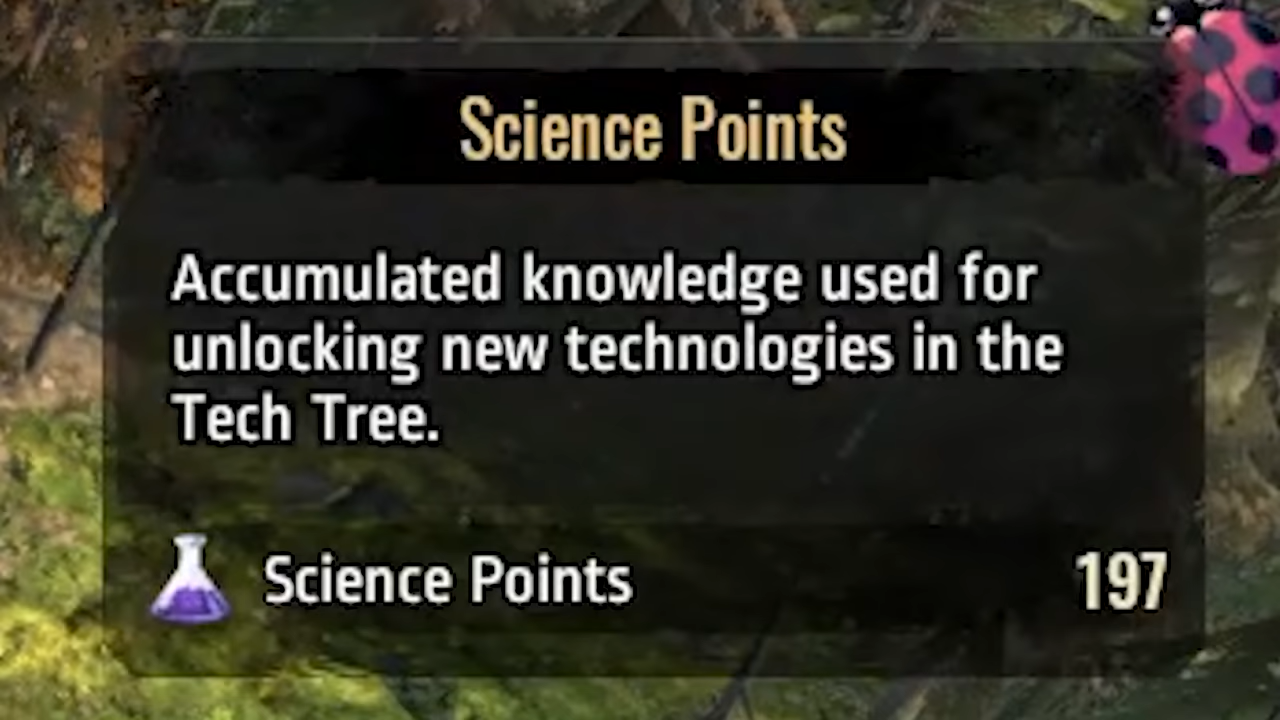 Science Points
Accumulated knowledge used for
unlocking new technologies in the
Tech Tree.
Science Points 197